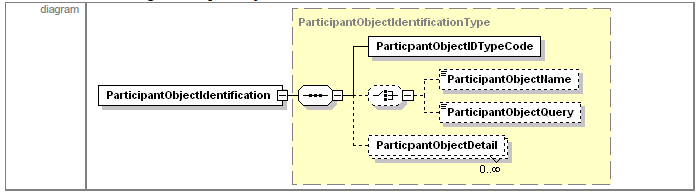 diagram
ParticipantObjectIdentificationType
ParticpantObjectIDTypeCode
ParticipantObjectIdentification
ParticipantObjectName
ParticipantObjectQuery
ParticpantObjectDetail
0..∞